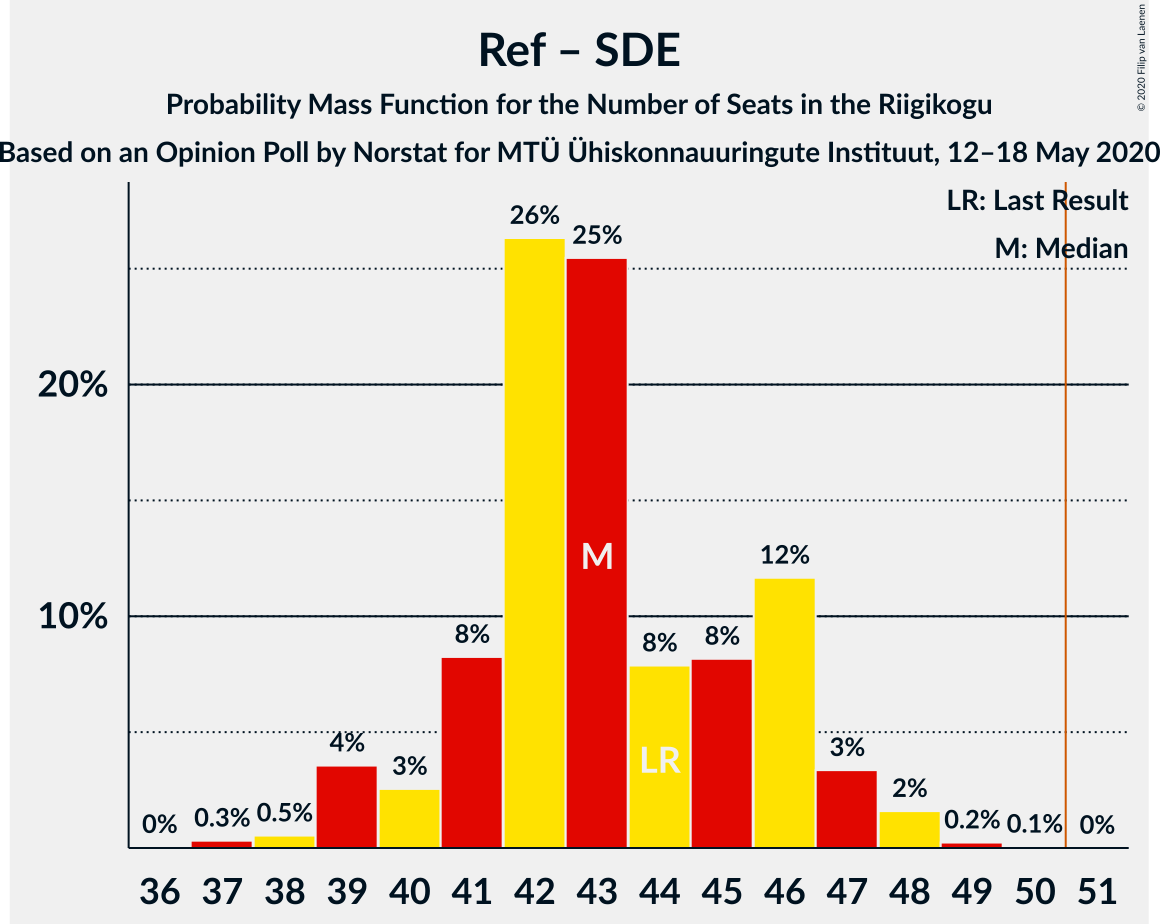 Ref – SDE
Probability Mass Function for the Number of Seats in the Riigikogu
Based on an Opinion Poll by Norstat for MTÜ Ühiskonnauuringute Instituut, 12–18 May 2020
© 2020 Filip van Laenen
LR: Last Result
M: Median
26%
25%
20%
12%
M
10%
8%
8%
8%
LR
4%
3%
3%
2%
0%
0.3%
0.5%
0.2%
0.1%
0%
36 37 38 39 40 41 42 43 44 45 46 47 48 49 50 51